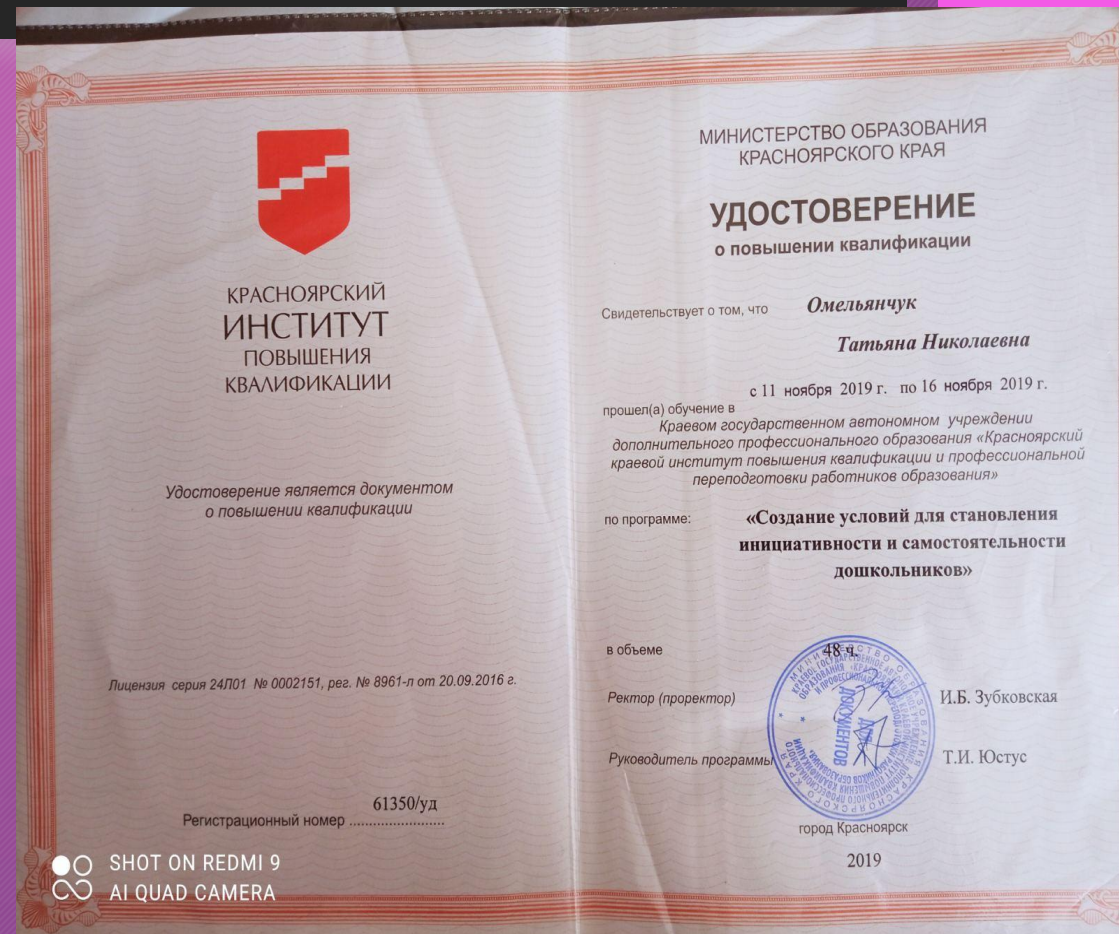 КРАСНОЯРСКИЙ
ИНСТИТУТ
ПОВЫШЕНИЯ
КВАЛИФИКАЦИИ
Удостоверение является документом
о повышении квалификации
Лицензия серия 24Л01 № 0002151, рег. № 8961-л от 20.09.2016 г.
61350/уд
Регистрационный номер ........................
МИНИСТЕРСТВО ОБРАЗОВАНИЯ
КРАСНОЯРСКОГО КРАЯ
УДОСТОВЕРЕНИЕ
о повышении квалификации
Свидетельствует о том, что Омельянчук
Татьяна Николаевна
с 11 ноября 2019 г. по 16 ноября 2019 г.
прошел(а) обучение в
Краевом государственном автономном учреждении
дополнительного профессионального образования «Красноярский
краевой институт повышения квалификации и профессиональной
переподготовки работников образования»
по программе: «Создание условий для становления
инициативности и самостоятельности
дошкольников»
в объеме 48 ч.
Ректор (проректор) И.Б. Зубковская
Руководитель программы Т.И. Юстус
ДЛЯ
ДОКУМЕНТОВ
город Красноярск
2019
SHOT ON REDMI 9
AI QUAD CAMERA